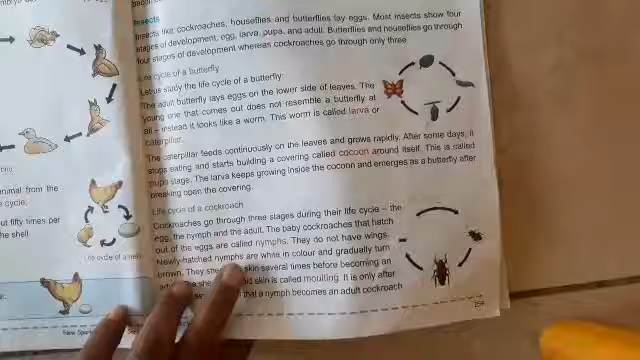 Insects
Insects like cockroaches, houseflies and butterflies lay eggs. Most insects show four
stages of development, egg, larva, pupa, and adult. Butterflies and houseflies go through
four stages of development whereas cockroaches go through only three
Life cycle of a butterfly
Let us study the life cycle of a butterfly:
The adult butterfly lays eggs on the lower side of leaves. The
young one that comes out does not resemble a butterfly at
all – instead it looks like a worm. This worm is called larva or
caterpillar.
The caterpillar feeds continuously on the leaves and grows rapidly. After some days, it
stops eating and starts building a covering called cocoon around itself. This is called
pupa stage. The larva keeps growing inside the cocoon and emerges as a butterfly after
breaking open the covering.
Life cycle of a cockroach
Cockroaches go through three stages during their life cycle – the
egg, the nymph and the adult. The baby cockroaches that hatch
out of the eggs are called nymphs. They do not have wings.
Newly-hatched nymphs are white in colour and gradually turn
brown. They skin several times before becoming an
skin is called moulting. It is only after
that a nymph becomes an adult cockroach
animal from the
cycle.
ut fifty times per
he shell
Life cycle of a hen
New